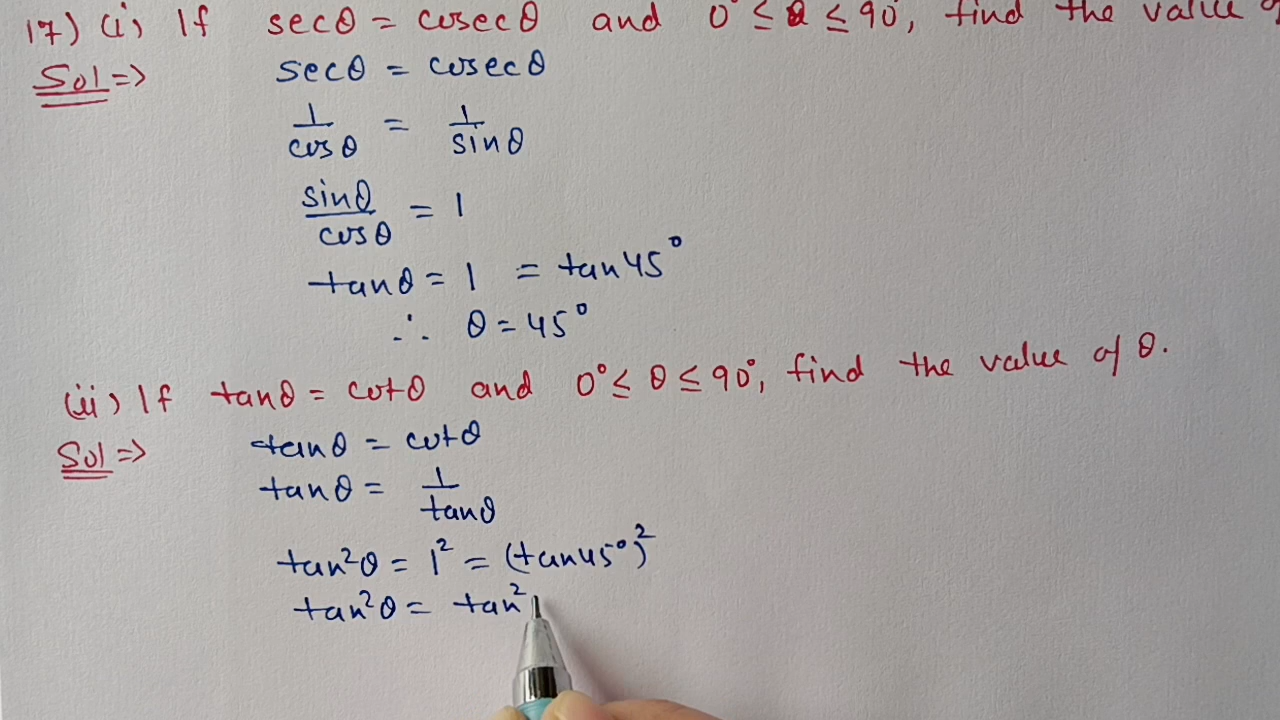 17) (i) If secθ = cosecθ and 0° ≤ θ ≤ 90°, find the value of
Sol => secθ = cosecθ
1/cosθ = 1/sinθ
sinθ/cosθ = 1
tanθ = 1 = tan45°
∴ θ = 45°
(ii) If tanθ = cotθ and 0° ≤ θ ≤ 90°, find the value of θ.
Sol => tanθ = cotθ
tanθ = 1/tanθ
tan²θ = 1² = (tan45°)²
tan²θ = tan²